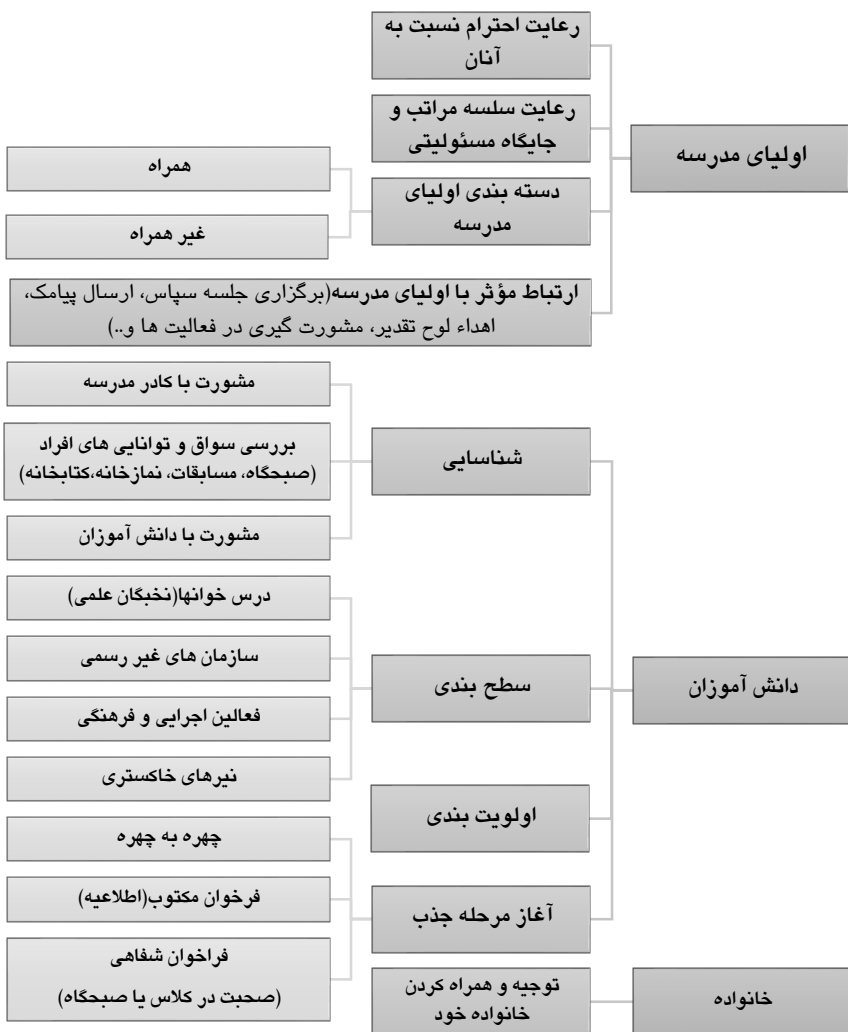 اولیای مدرسه
رعایت احترام نسبت به
آنان
رعایت سلسه مراتب و
جایگاه مسئولیتی
دسته بندی اولیای
مدرسه
همراه
غیر همراه
ارتباط مؤثر با اولیای مدرسه(برگزاری جلسه سپاس، ارسال پیامک،
اهداء لوح تقدیر، مشورت گیری در فعالیت ها و..)
دانش آموزان
شناسایی
مشورت با کادر مدرسه
بررسی سواق و توانایی های افراد
(صبحگاه، مسابقات، نمازخانه،کتابخانه)
مشورت با دانش آموزان
سطح بندی
درس خوانها(نخبگان علمی)
سازمان های غیر رسمی
فعالین اجرایی و فرهنگی
نیرهای خاکستری
اولویت بندی
آغاز مرحله جذب
چهره به چهره
فرخوان مکتوب(اطلاعیه)
فراخوان شفاهی
(صحبت در کلاس یا صبحگاه)
خانواده
توجیه و همراه کردن
خانواده خود